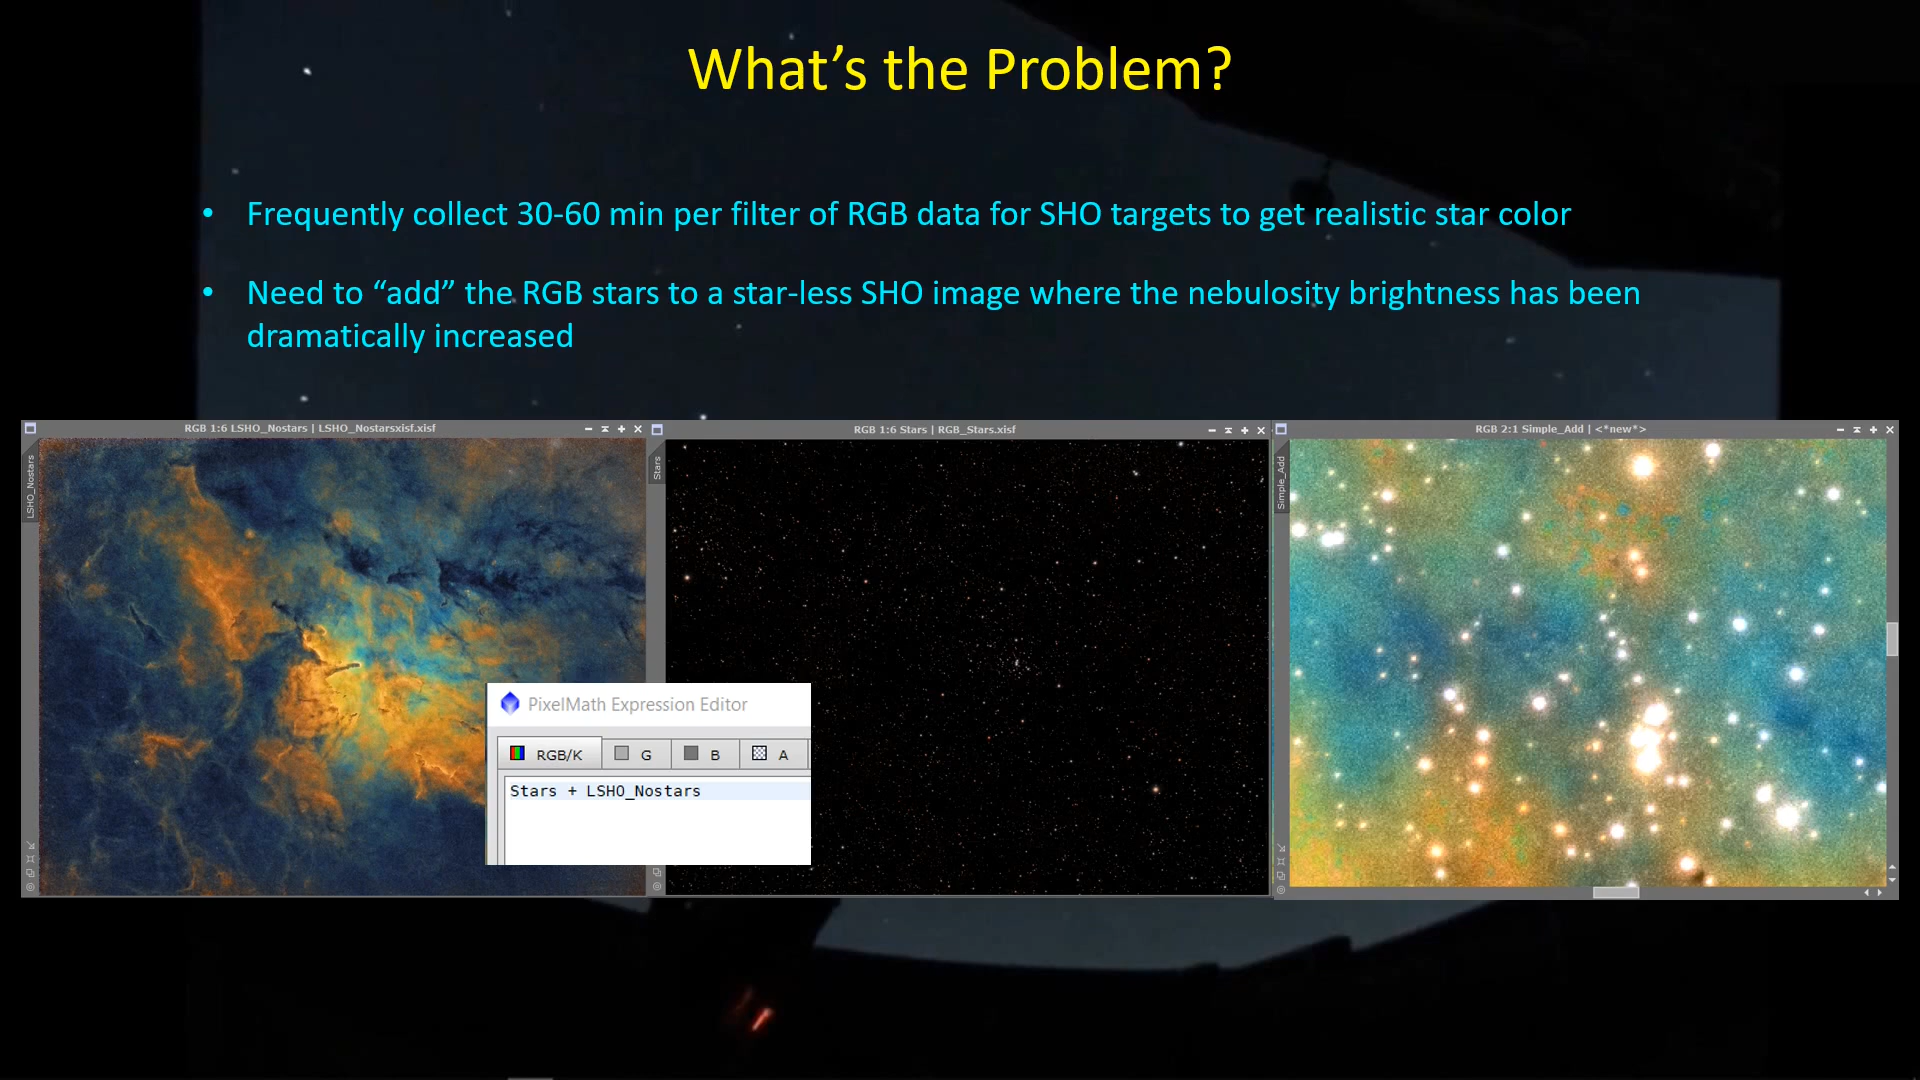 What’s the Problem?
• Frequently collect 30-60 min per filter of RGB data for SHO targets to get realistic star color
• Need to “add” the RGB stars to a star-less SHO image where the nebulosity brightness has been
dramatically increased
RGB 1:6 LSHO_Nostars | LSHO_Nostarsxisf.xisf
RGB 1:6 Stars | RGB_Stars.xisf
RGB 2:1 Simple_Add | <*new*>
LSHO_Nostars
Stars
Simple_Add
PixelMath Expression Editor
RGB/K G B A
Stars + LSHO_Nostars